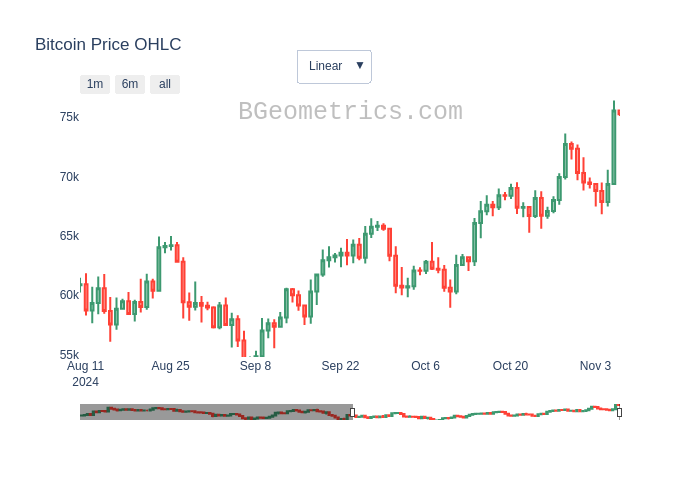 Bitcoin Price OHLC
Linear ▼
1m 6m all
BGeometrics.com
75k
70k
65k
60k
55k
Aug 11 Aug 25 Sep 8 Sep 22 Oct 6 Oct 20 Nov 3
2024